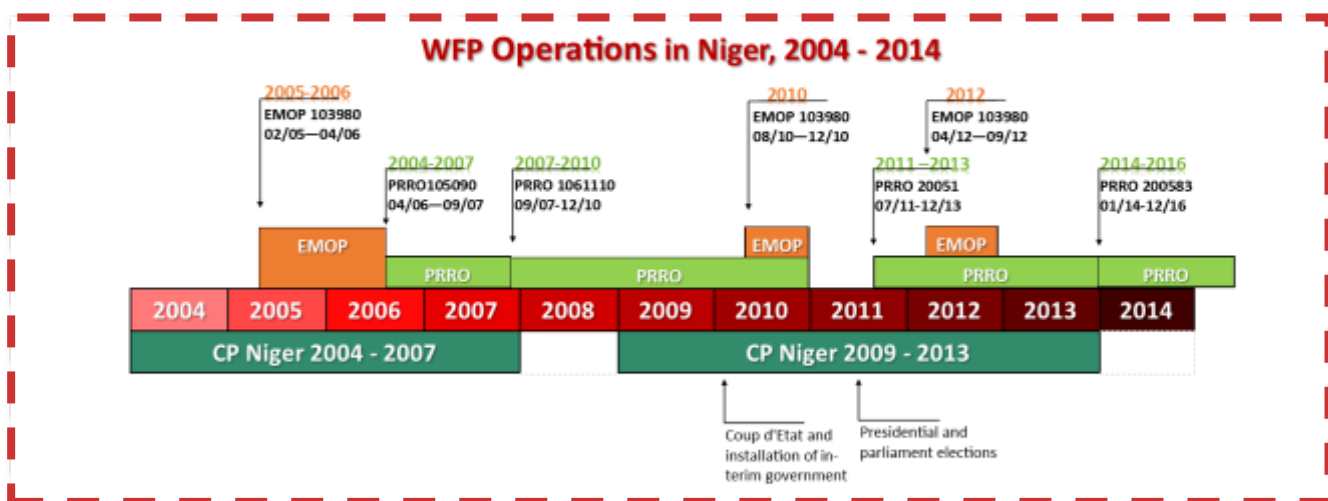 WFP Operations in Niger, 2004 - 2014
2005-2006
EMOP 103980
02/05—04/06
2010
EMOP 103980
08/10—12/10
2012
EMOP 103980
04/12—09/12
2004-2007
PRRO105090
04/06—09/07
2007-2010
PRRO 1061110
09/07-12/10
2011–2013
PRRO 20051
07/11-12/13
2014-2016
PRRO 200583
01/14-12/16
EMOP
EMOP
EMOP
PRRO
PRRO
PRRO
PRRO
2004 2005 2006 2007 2008 2009 2010 2011 2012 2013 2014
CP Niger 2004 - 2007
CP Niger 2009 - 2013
Coup d'Etat and
installation of in-
terim government
Presidential and
parliament elections